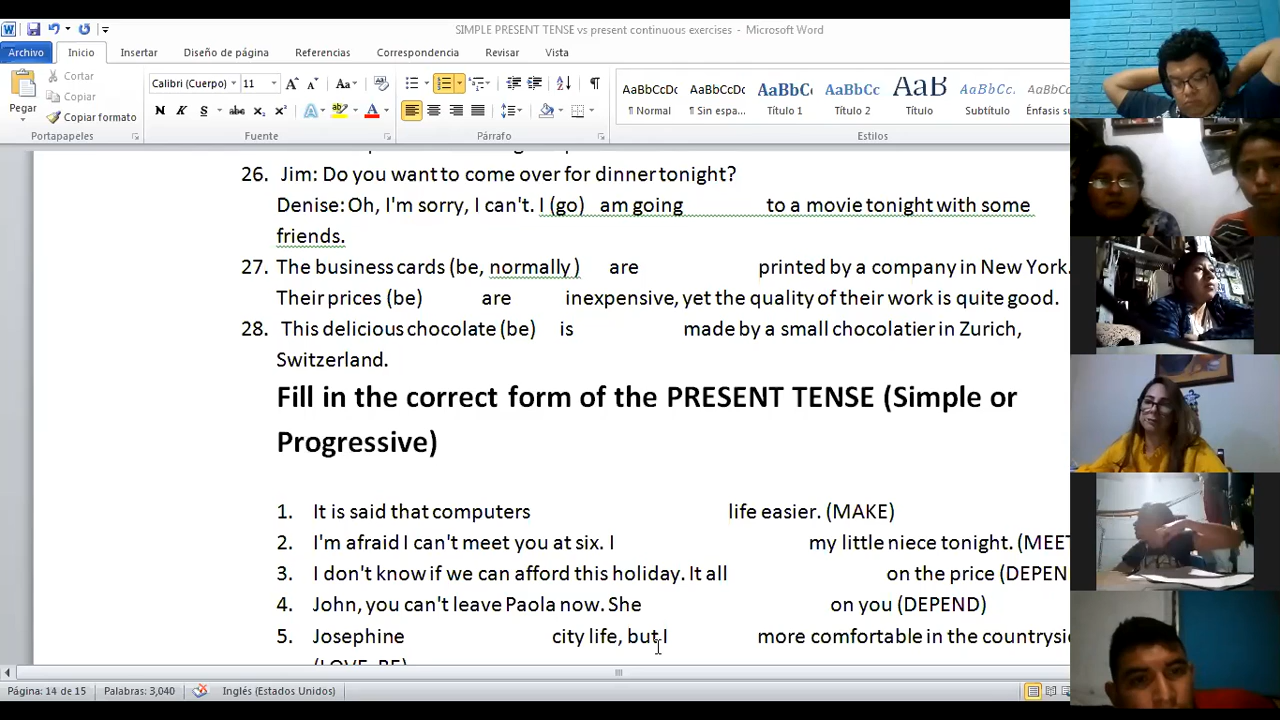 SIMPLE PRESENT TENSE vs present continuous exercises - Microsoft Word
Archivo Inicio Insertar Diseño de página Referencias Correspondencia Revisar Vista
Cortar
Copiar
Copiar formato
Pegar
Portapapeles
Calibri (Cuerpo) 11
Fuente
Párrafo
AaBbCcDc AaBbCcDc AaBbC AaBbCc AaB AaBbCc. AaBbCcDc
¶ Normal ¶ Sin espa... Título 1 Título 2 Título Subtítulo Énfasis s
Estilos
26. Jim: Do you want to come over for dinner tonight?
Denise: Oh, I'm sorry, I can't. I (go) am going to a movie tonight with some
friends.
27. The business cards (be, normally ) are printed by a company in New York.
Their prices (be) are inexpensive, yet the quality of their work is quite good.
28. This delicious chocolate (be) is made by a small chocolatier in Zurich,
Switzerland.
Fill in the correct form of the PRESENT TENSE (Simple or
Progressive)
1. It is said that computers life easier. (MAKE)
2. I'm afraid I can't meet you at six. I my little niece tonight. (MEET
3. I don't know if we can afford this holiday. It all on the price (DEPEN
4. John, you can't leave Paola now. She on you (DEPEND)
5. Josephine city life, but I more comfortable in the countrysi
(LOVE, BE)
Página: 14 de 15 Palabras: 3,040 Inglés (Estados Unidos)